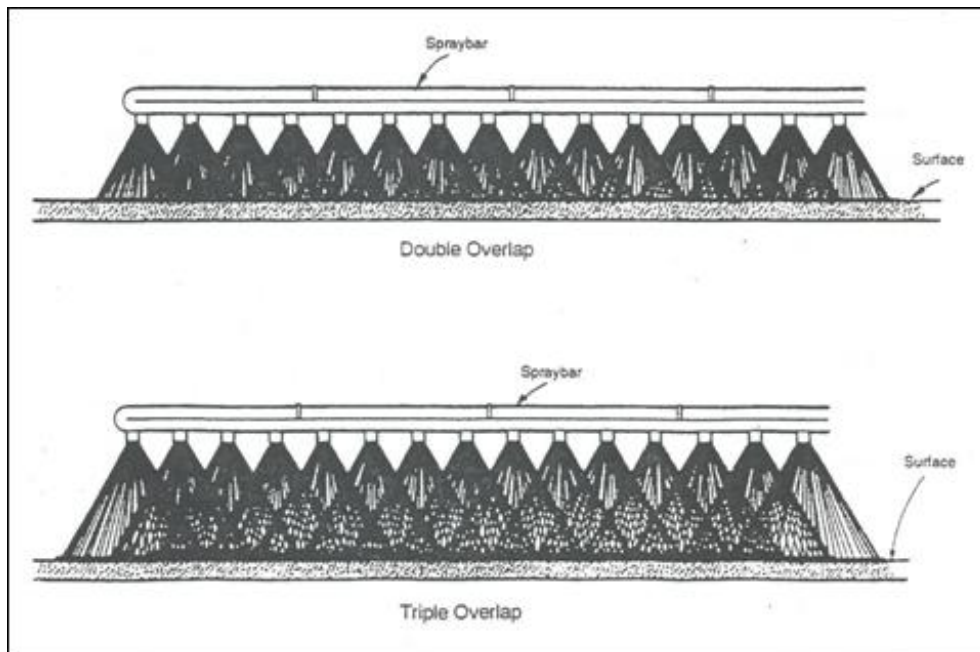 Spraybar
Surface
Double Overlap
Spraybar
Surface
Triple Overlap